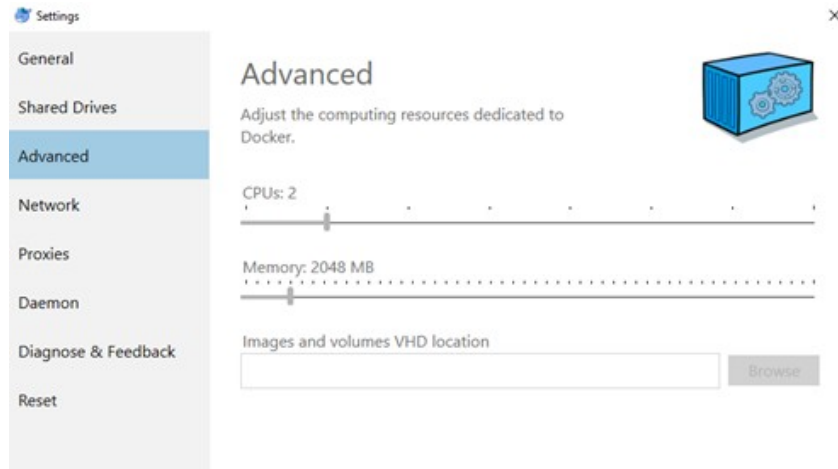 Settings
General
Shared Drives
Advanced
Network
Proxies
Daemon
Diagnose & Feedback
Reset
Advanced
Adjust the computing resources dedicated to
Docker.
CPUs: 2
Memory: 2048 MB
Images and volumes VHD location
Browse